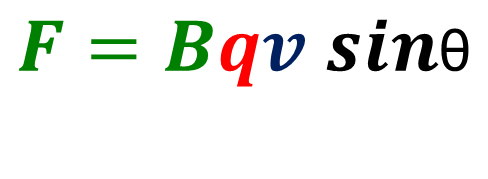 F = Bqv sinθ